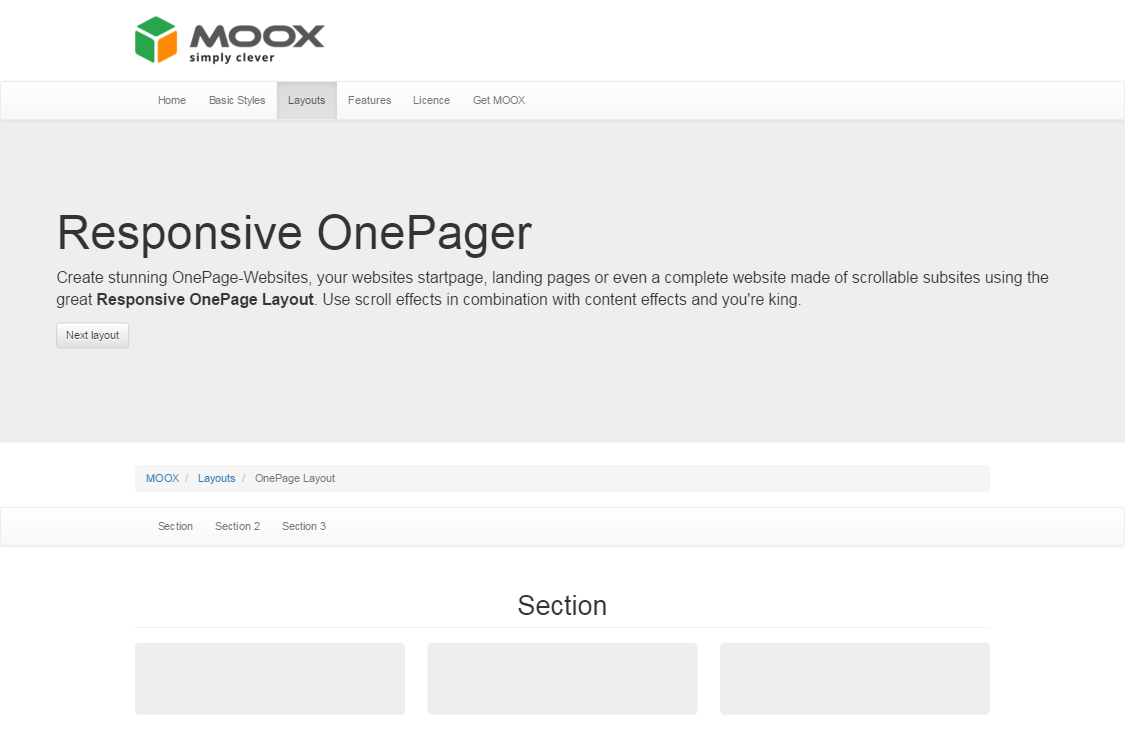 MOOX
simply clever
Home Basic Styles Layouts Features Licence Get MOOX
Responsive OnePager
Create stunning OnePage-Websites, your websites startpage, landing pages or even a complete website made of scrollable subsites using the
great Responsive OnePage Layout. Use scroll effects in combination with content effects and you're king.
Next layout
MOOX / Layouts / OnePage Layout
Section Section 2 Section 3
Section